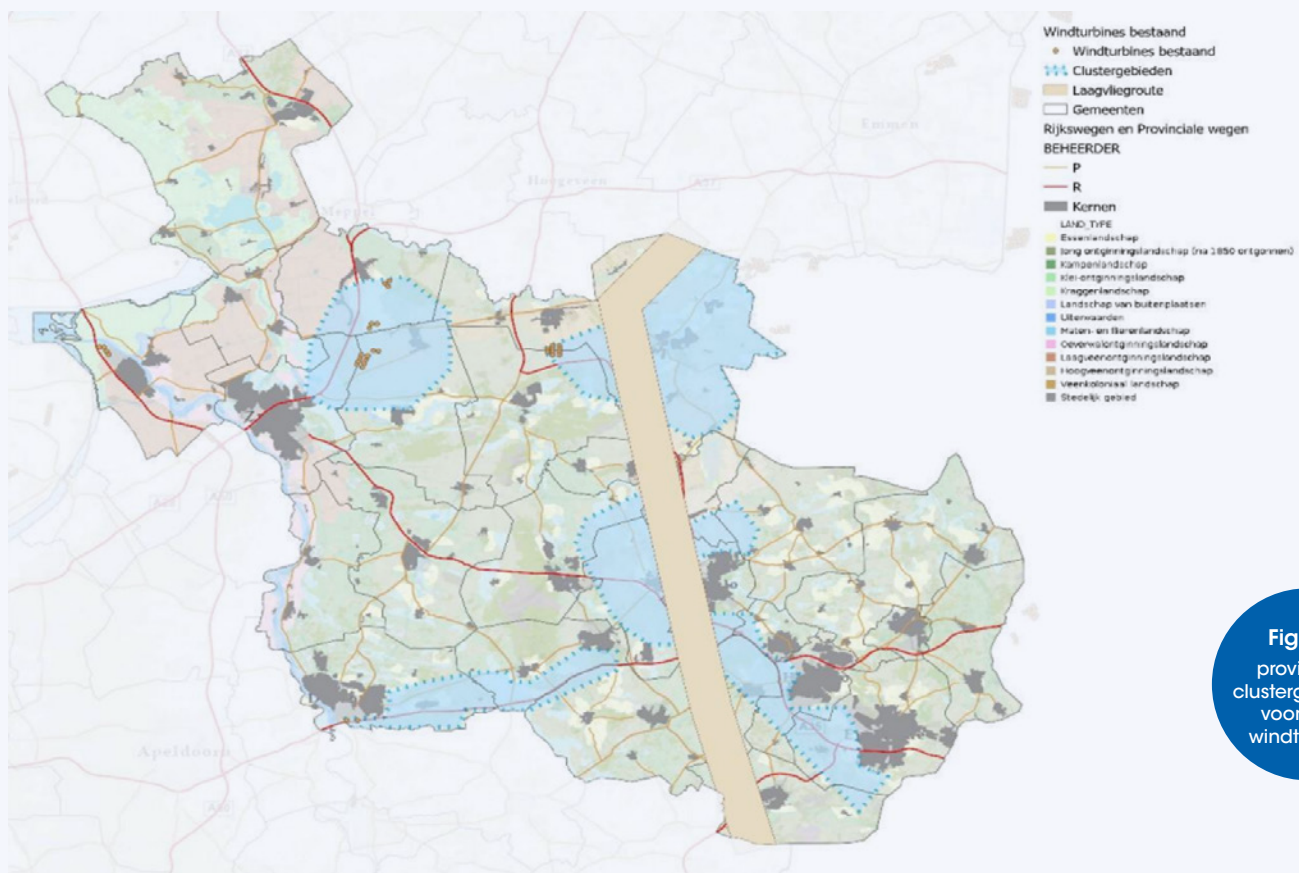 Windturbines bestaand
Windturbines bestaand
Clustergebieden
Laagvliegroute
Gemeenten
Rijkswegen en Provinciale wegen
BEHEERDER
P
R
Kernen
LAND_TYPE
Essenlandschap
Jong ontginningslandschap (na 1850 ontgonnen)
Kampenlandschap
Klei-ontginningslandschap
Kraggenlandschap
Landschap van buitenplaatsen
Uiterwaarden
Maten- en flierenlandschap
Oeverwalontginningslandschap
Laagveenontginningslandschap
Hoogveenontginningslandschap
Veenkoloniaal landschap
Stedelijk gebied
Emmen
Hoogeveen
A37
Meppel
Apeldoorn
Fig
provi
clusterg
voor
windt